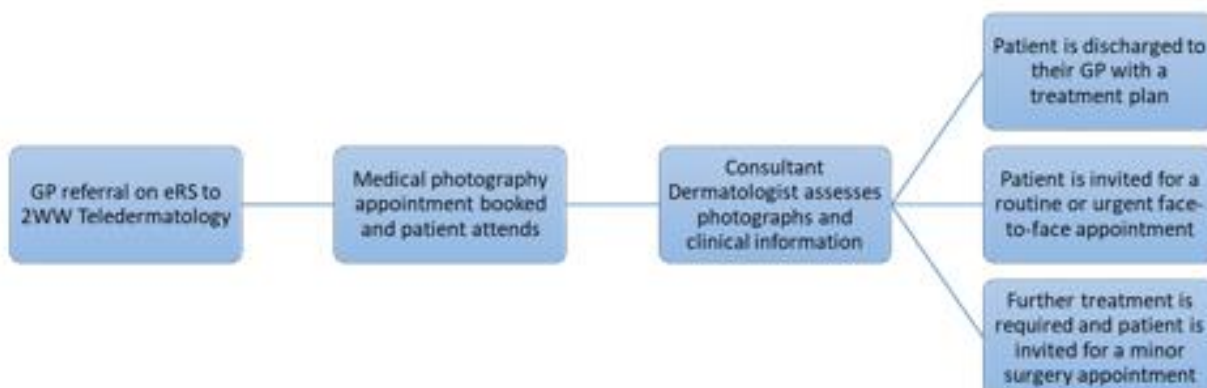 GP referral on eRS to
2WW Teledermatology
Medical photography
appointment booked
and patient attends
Consultant
Dermatologist assesses
photographs and
clinical information
Patient is discharged to
their GP with a
treatment plan
Patient is invited for a
routine or urgent face-
to-face appointment
Further treatment is
required and patient is
invited for a minor
surgery appointment